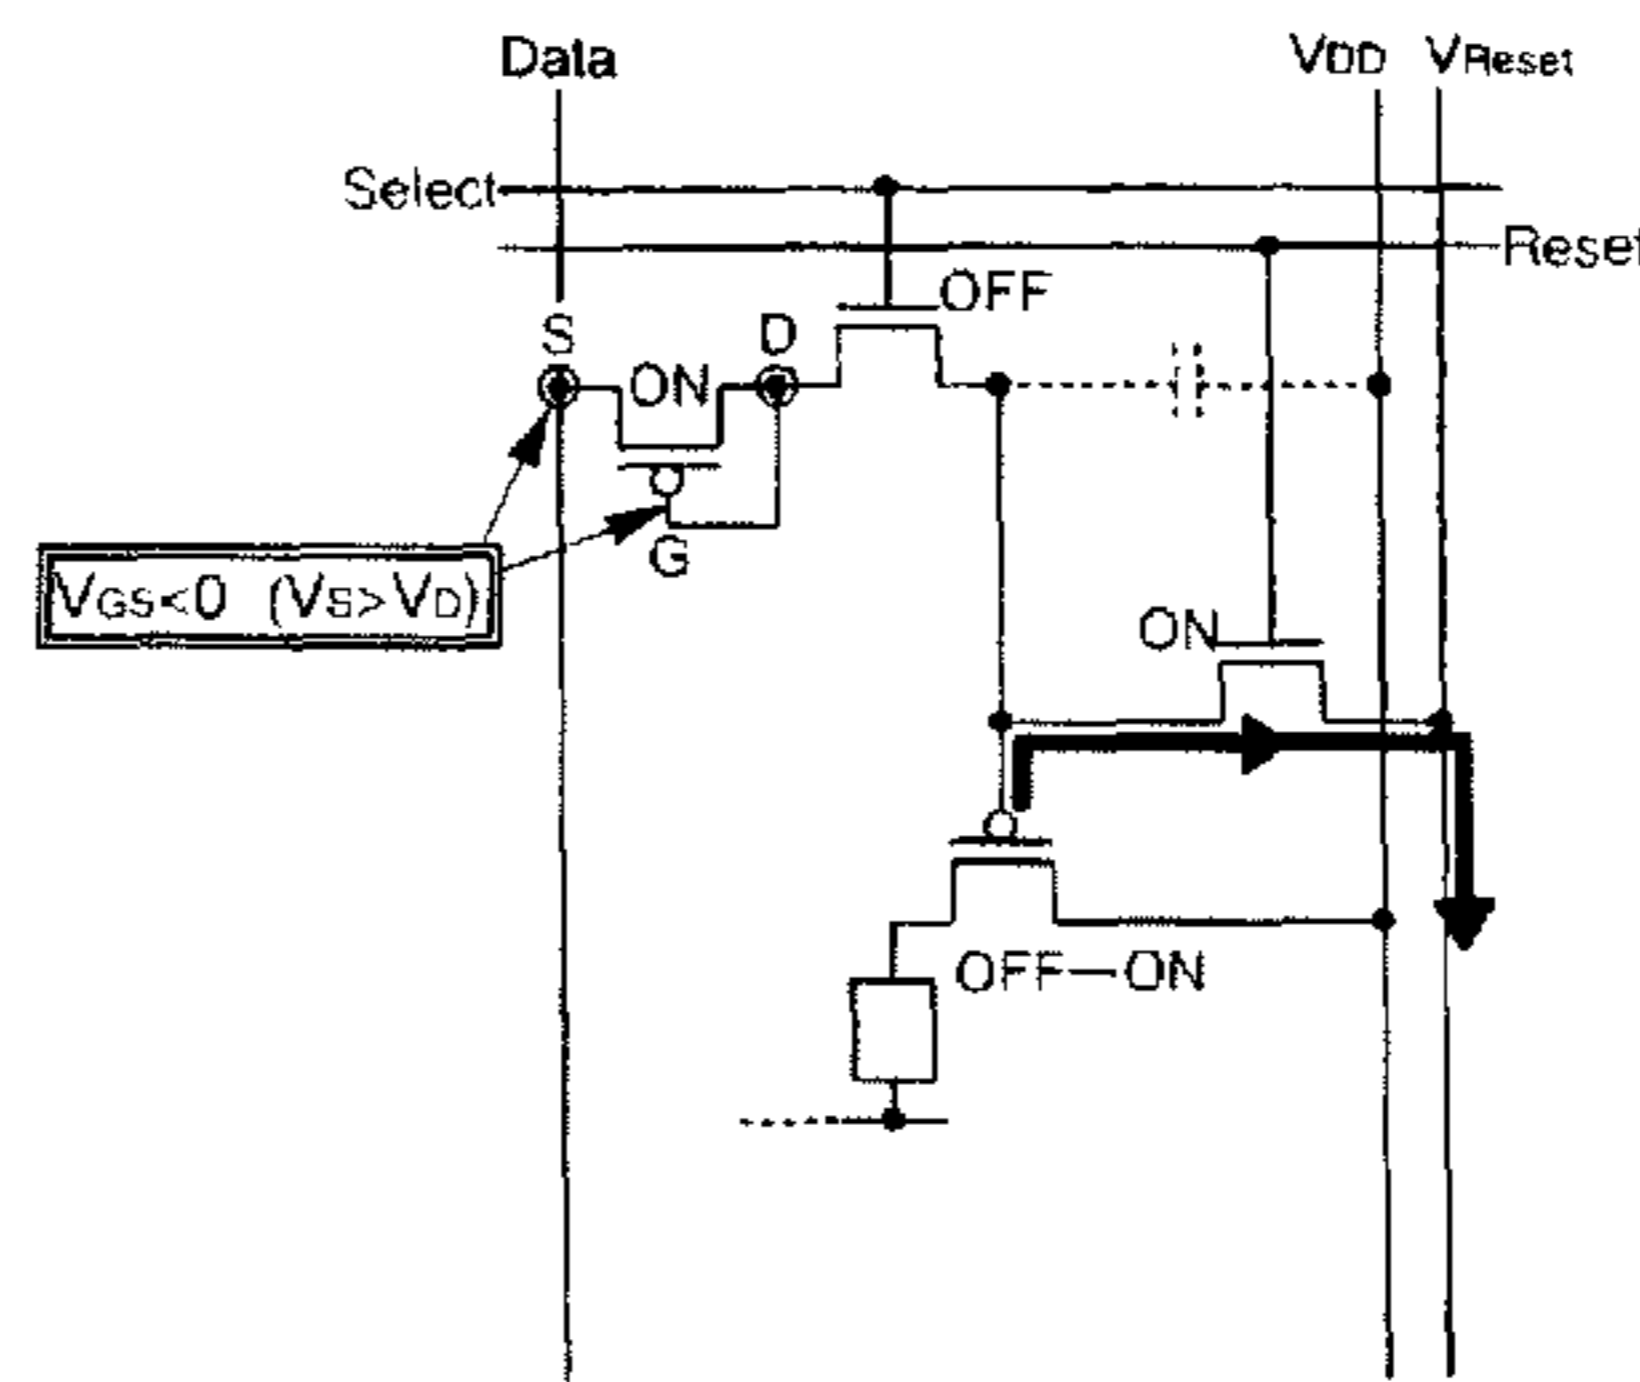 Data
VDD VReset
Select
Reset
OFF
S
D
ON
G
VGS<0 (VS>VD)
ON
OFF—ON